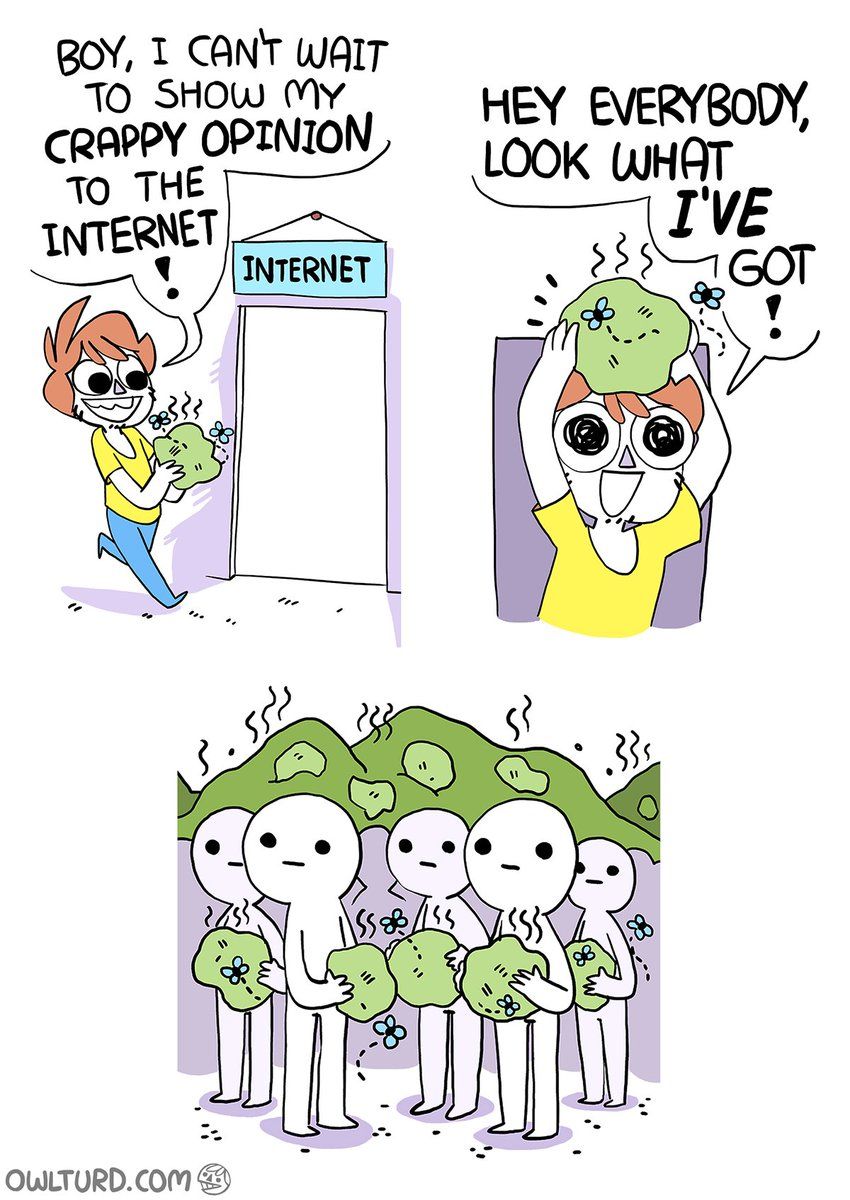 BOY, I CAN'T WAIT
TO SHOW MY
CRAPPY OPINION
TO THE
INTERNET
!
INTERNET
HEY EVERYBODY,
LOOK WHAT
I'VE
GOT
!
OWLTURD.COM